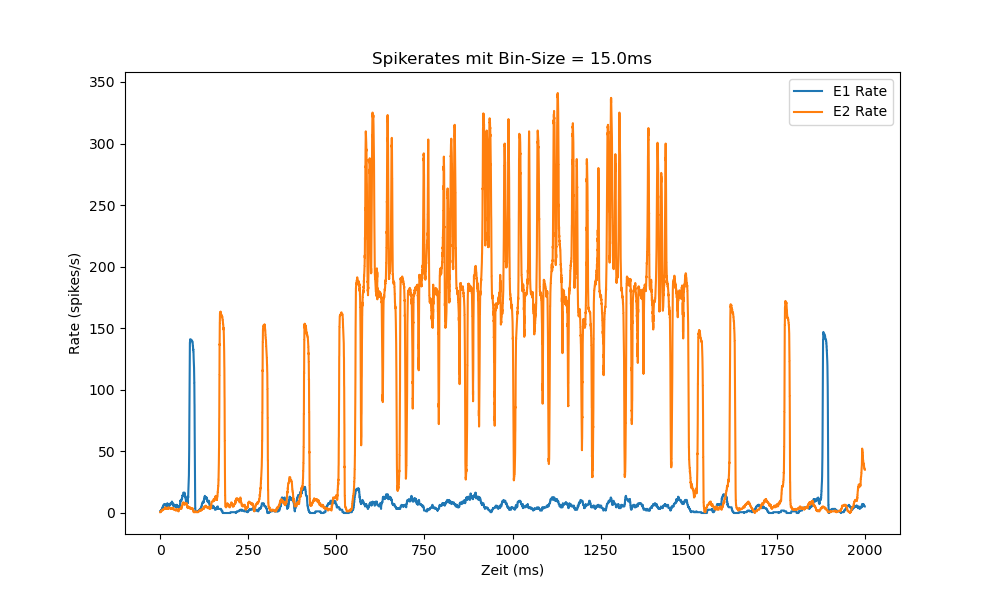 Spikerates mit Bin-Size = 15.0ms
E1 Rate
E2 Rate
Rate (spikes/s)
350
300
250
200
150
100
50
0
0 250 500 750 1000 1250 1500 1750 2000
Zeit (ms)